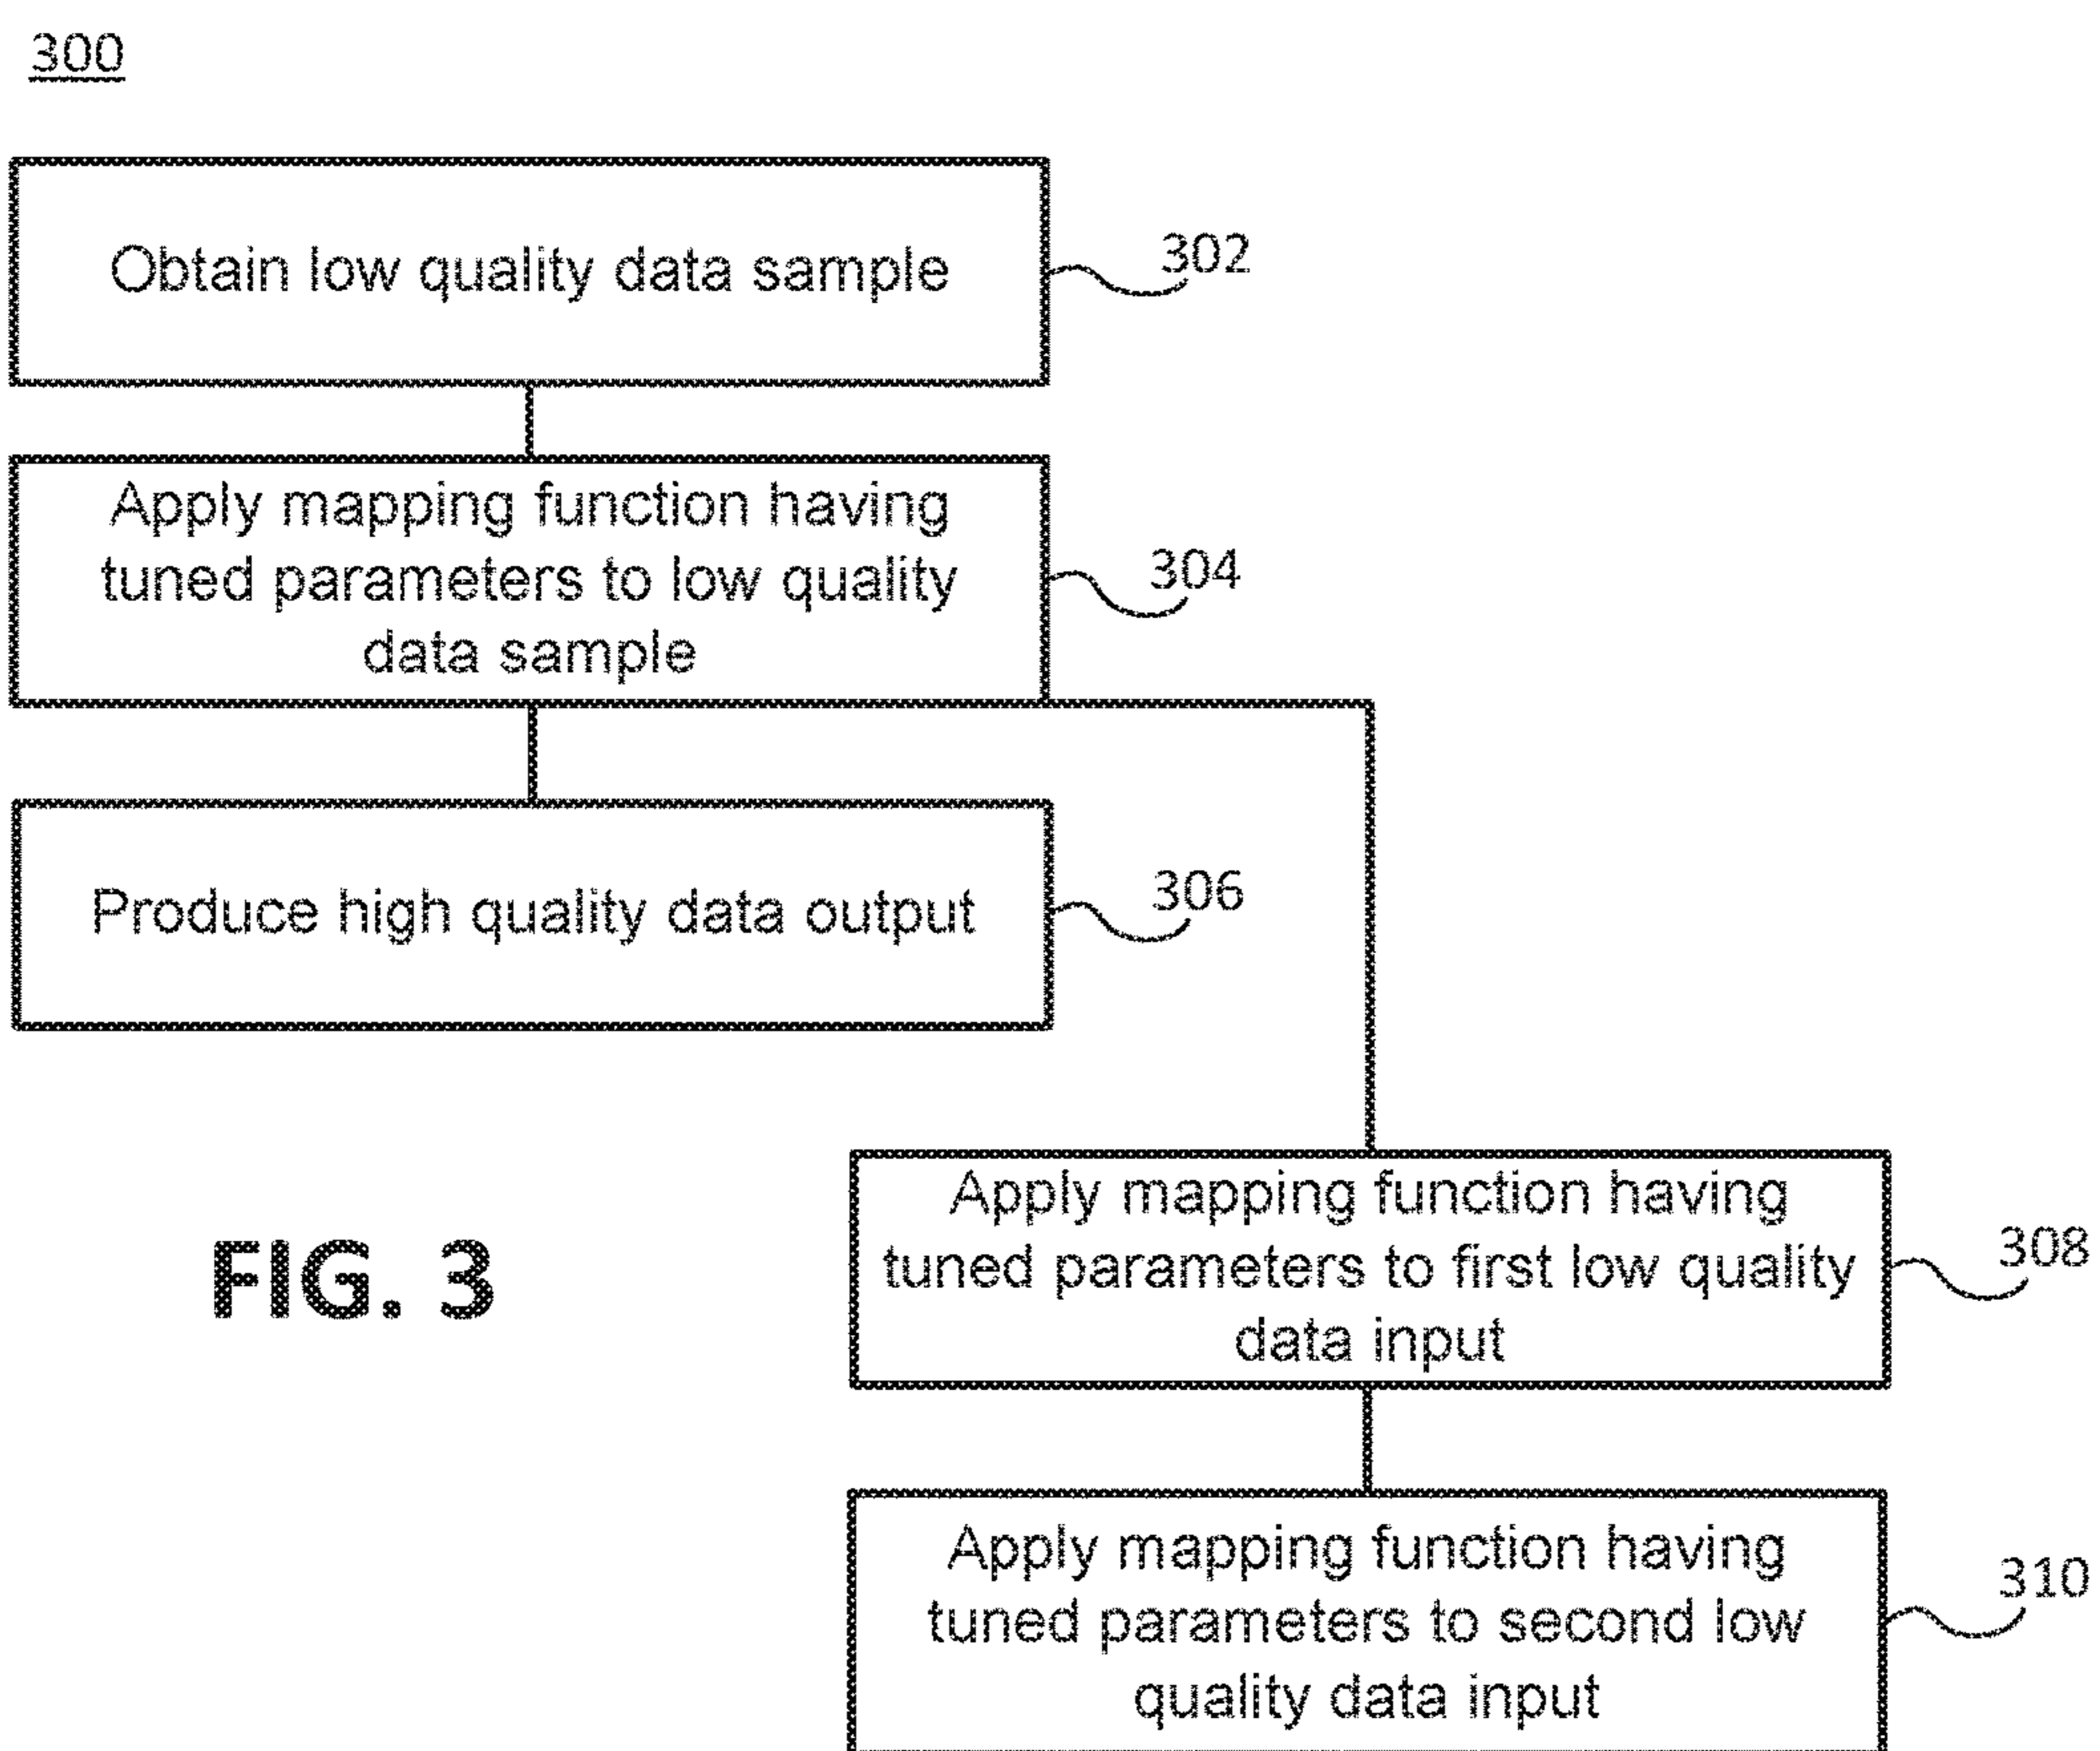 300
Obtain low quality data sample
302
Apply mapping function having
tuned parameters to low quality
data sample
304
Produce high quality data output
306
Apply mapping function having
tuned parameters to first low quality
data input
308
FIG. 3
Apply mapping function having
tuned parameters to second low
quality data input
310